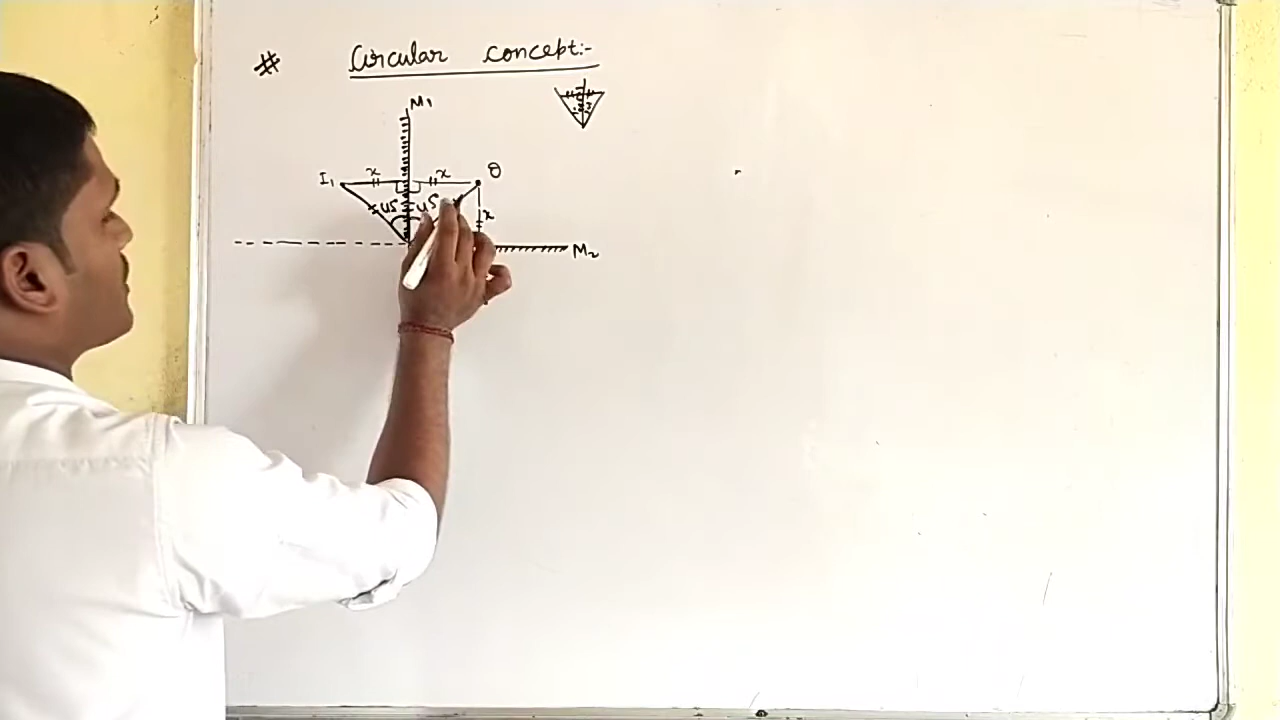 # Circular concept:-
M₁
I₁ x x O
45 45 x
M₂